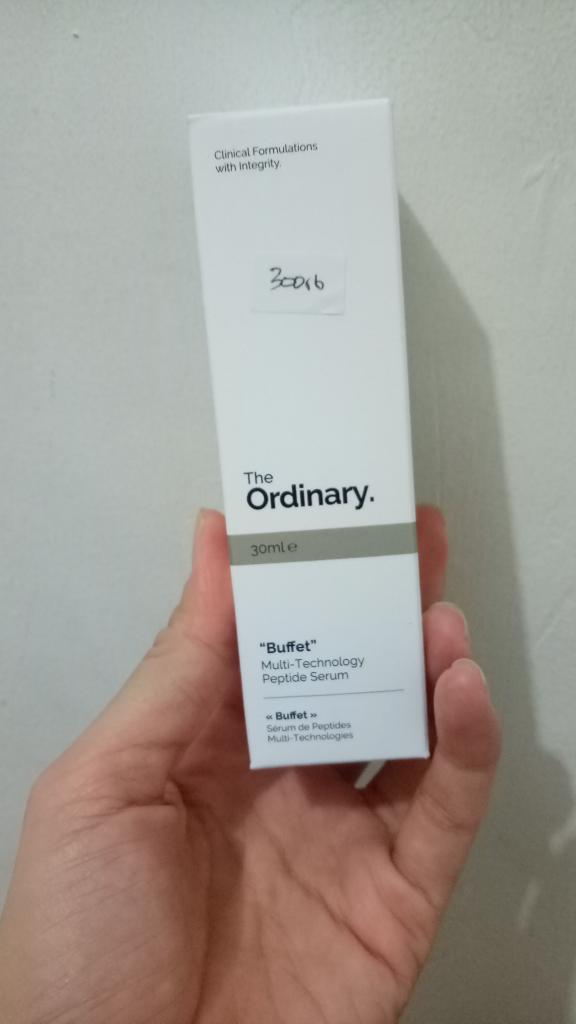 Clinical Formulations
with Integrity.
The
Ordinary.
30ml e
"Buffet"
Multi-Technology
Peptide Serum
« Buffet »
Sérum de Peptides
Multi-Technologies